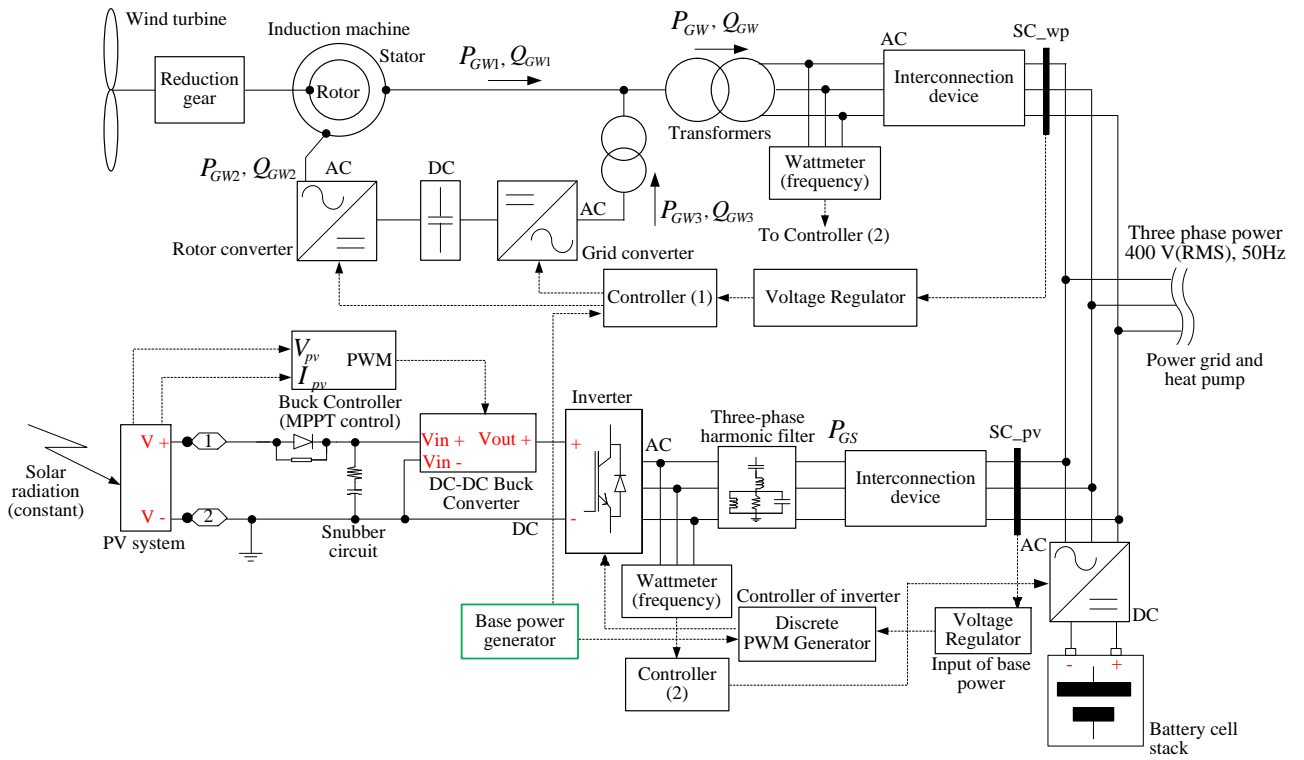 Wind turbine
Induction machine
Stator
Reduction
gear
Rotor
P_GW1, Q_GW1
P_GW, Q_GW
Transformers
AC
Interconnection
device
SC_wp
Wattmeter
(frequency)
To Controller (2)
P_GW2, Q_GW2
AC
Rotor converter
DC
AC
Grid converter
P_GW3, Q_GW3
Controller (1)
Voltage Regulator
Three phase power
400 V(RMS), 50Hz
Power grid and
heat pump
V_pv
I_pv
PWM
Buck Controller
(MPPT control)
Solar
radiation
(constant)
V +
V -
PV system
1
2
Snubber
circuit
Vin +
Vin -
Vout +
DC-DC Buck
Converter
DC
Inverter
+
-
AC
Three-phase
harmonic filter
P_GS
Interconnection
device
SC_pv
Wattmeter
(frequency)
Base power
generator
Controller of inverter
Discrete
PWM Generator
Voltage
Regulator
Input of base
power
Controller
(2)
AC
DC
-
+
Battery cell
stack